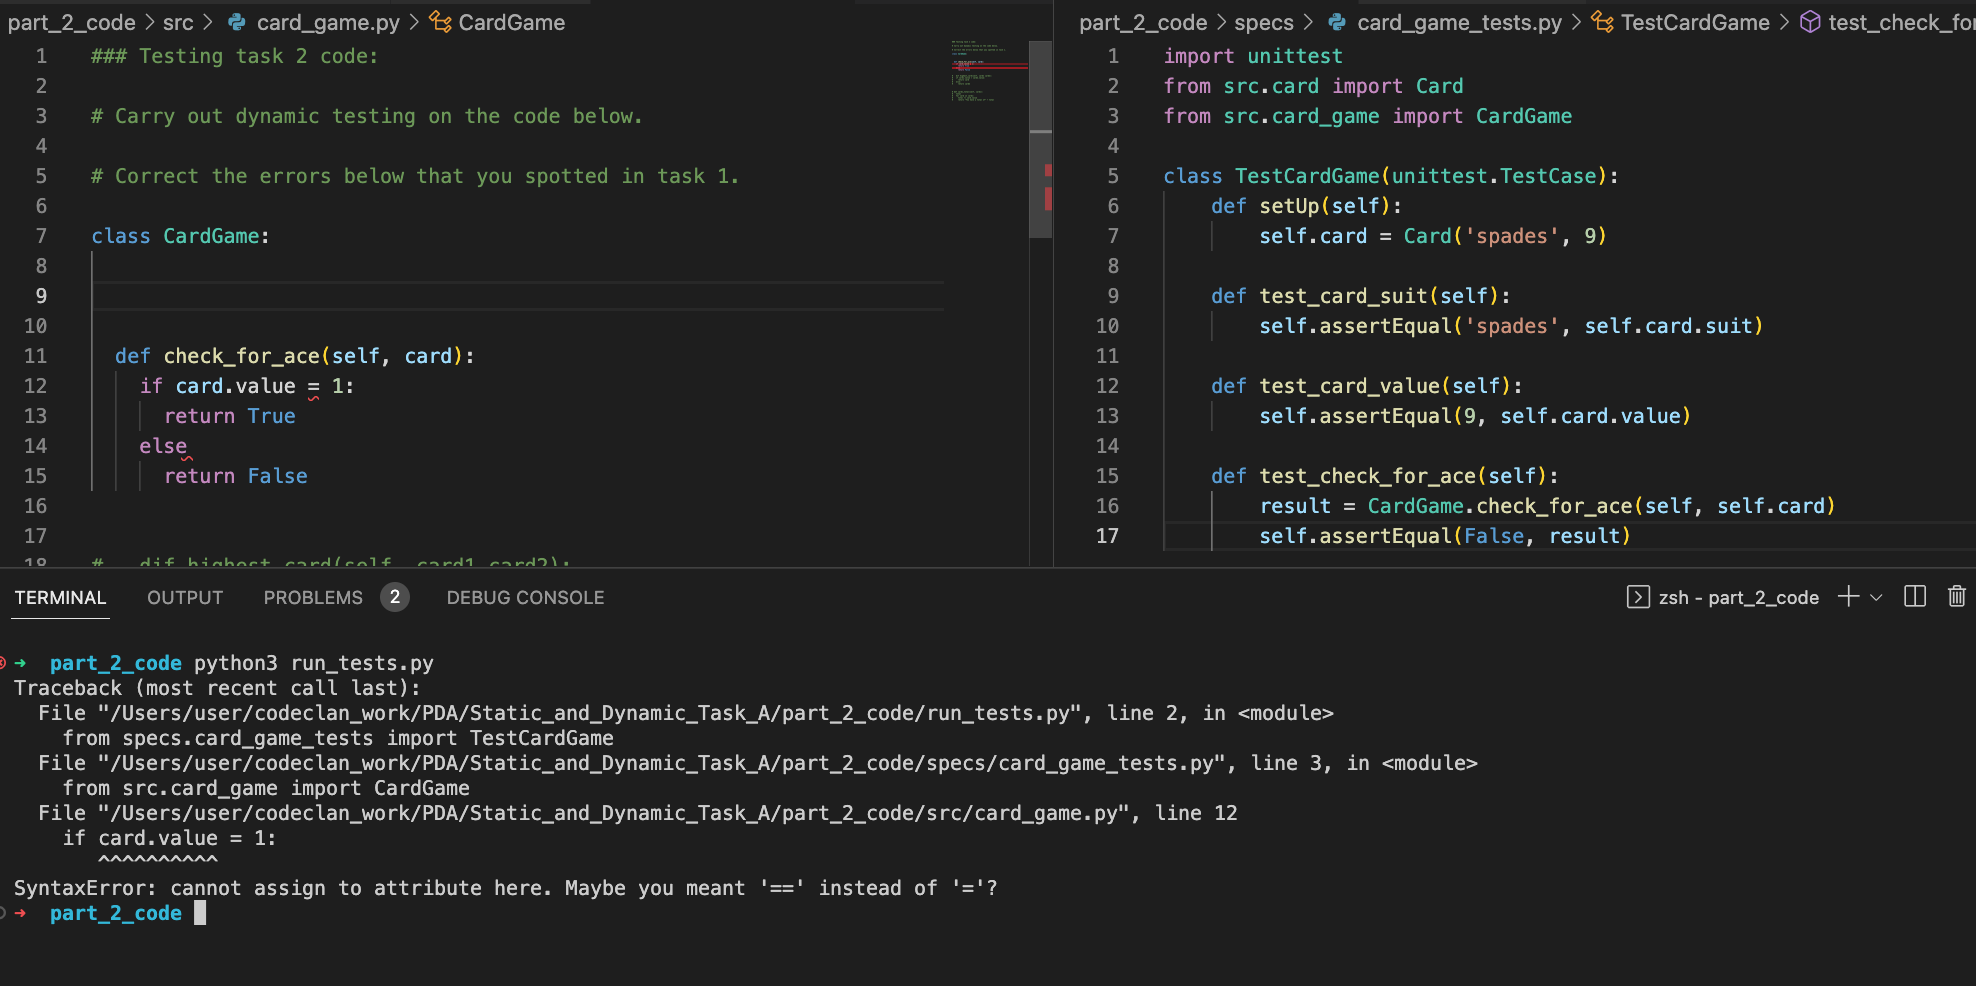 part_2_code > src > card_game.py > CardGame
1 ### Testing task 2 code:
2
3 # Carry out dynamic testing on the code below.
4
5 # Correct the errors below that you spotted in task 1.
6
7 class CardGame:
8
9
10
11 def check_for_ace(self, card):
12 if card.value = 1:
13 return True
14 else
15 return False
16
17
18 # dif highest_card(self, card1 card2):
part_2_code > specs > card_game_tests.py > TestCardGame > test_check_for
1 import unittest
2 from src.card import Card
3 from src.card_game import CardGame
4
5 class TestCardGame(unittest.TestCase):
6 def setUp(self):
7 self.card = Card('spades', 9)
8
9 def test_card_suit(self):
10 self.assertEqual('spades', self.card.suit)
11
12 def test_card_value(self):
13 self.assertEqual(9, self.card.value)
14
15 def test_check_for_ace(self):
16 result = CardGame.check_for_ace(self, self.card)
17 self.assertEqual(False, result)
TERMINAL OUTPUT PROBLEMS 2 DEBUG CONSOLE zsh - part_2_code
part_2_code python3 run_tests.py
Traceback (most recent call last):
File "/Users/user/codeclan_work/PDA/Static_and_Dynamic_Task_A/part_2_code/run_tests.py", line 2, in <module>
from specs.card_game_tests import TestCardGame
File "/Users/user/codeclan_work/PDA/Static_and_Dynamic_Task_A/part_2_code/specs/card_game_tests.py", line 3, in <module>
from src.card_game import CardGame
File "/Users/user/codeclan_work/PDA/Static_and_Dynamic_Task_A/part_2_code/src/card_game.py", line 12
if card.value = 1:
^^^^^^^^^^
SyntaxError: cannot assign to attribute here. Maybe you meant '==' instead of '='?
part_2_code